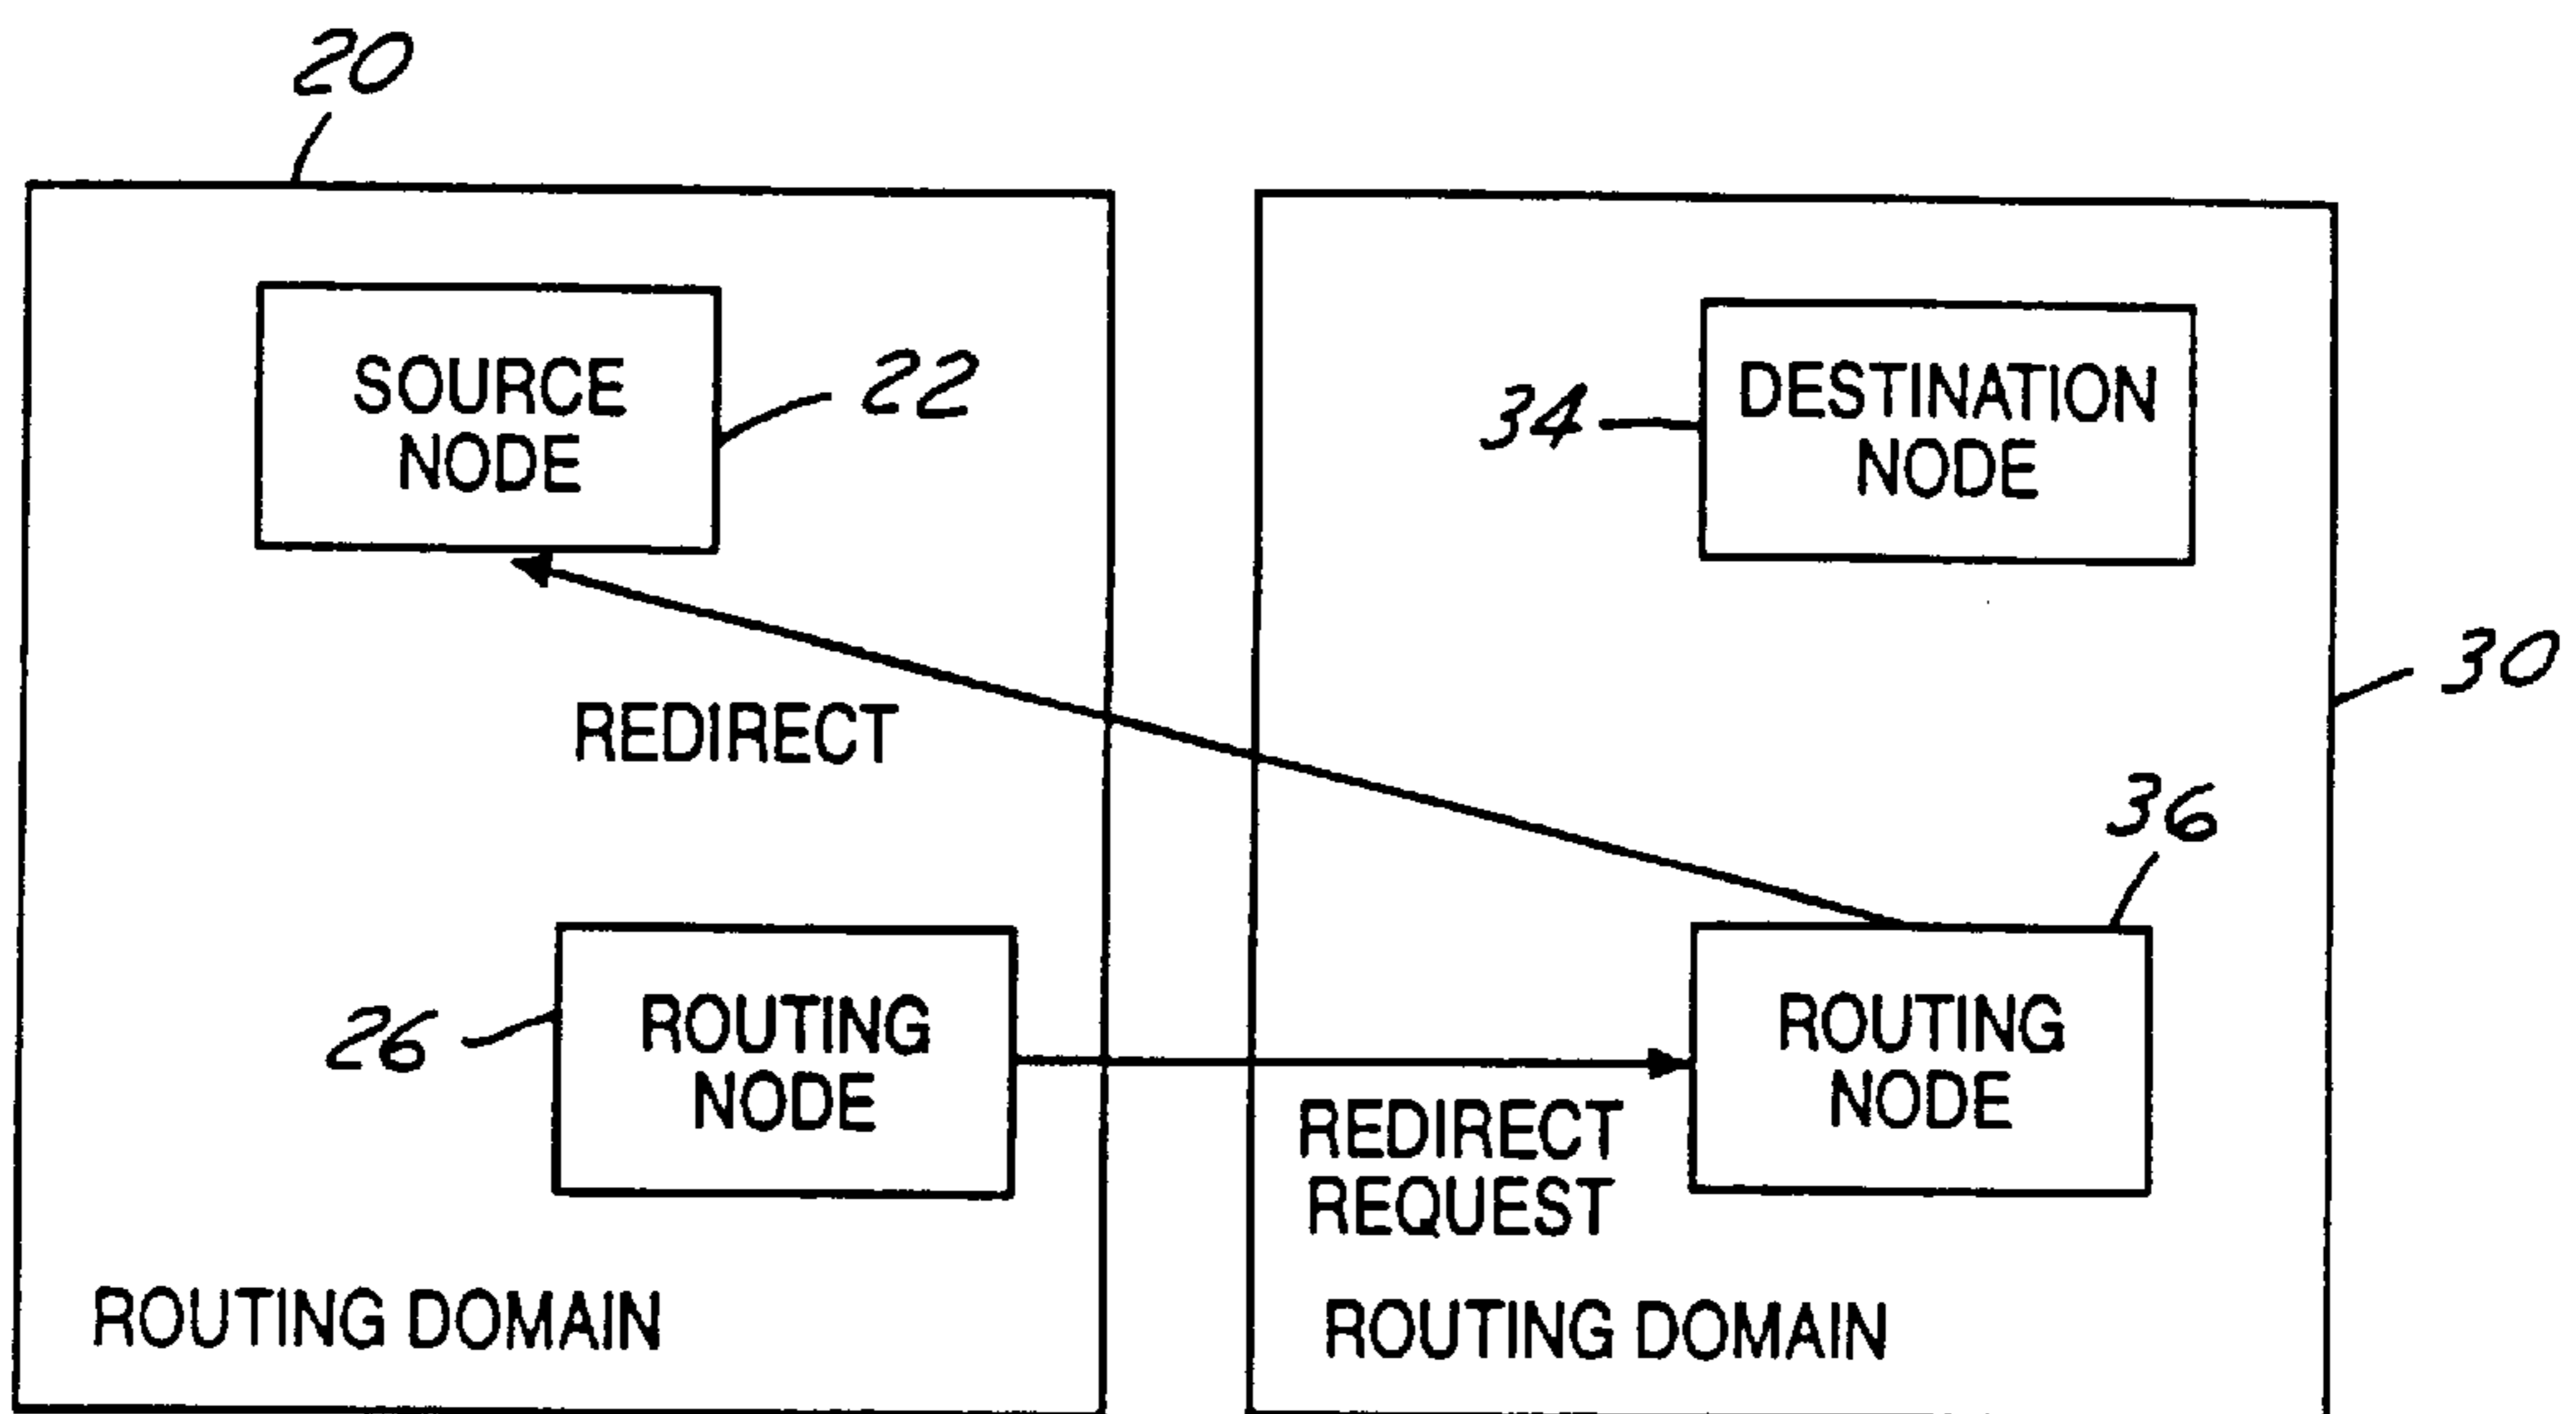 20
SOURCE
NODE
22
34
DESTINATION
NODE
30
REDIRECT
36
26
ROUTING
NODE
ROUTING
NODE
REDIRECT
REQUEST
ROUTING DOMAIN
ROUTING DOMAIN